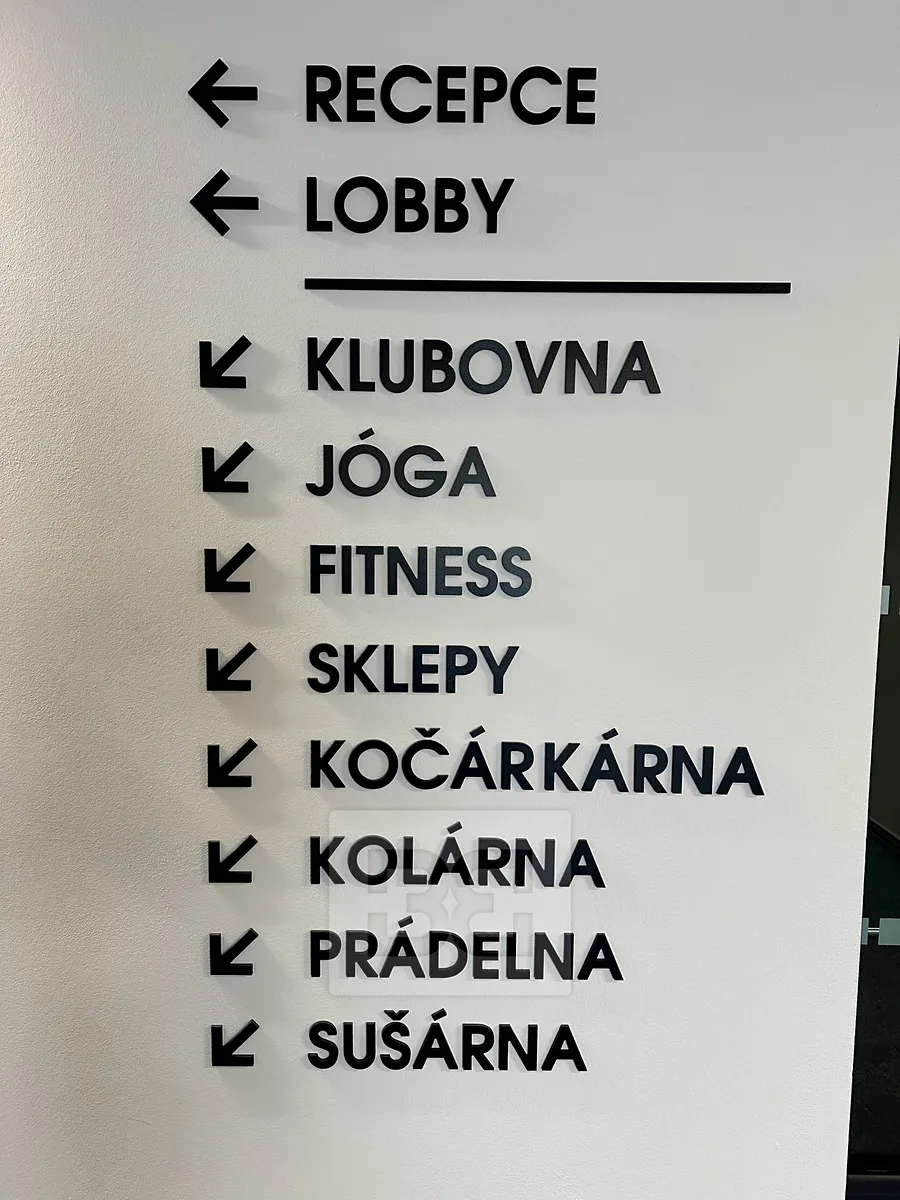 ← RECEPCE
← LOBBY
↙ KLUBOVNA
↙ JÓGA
↙ FITNESS
↙ SKLEPY
↙ KOČÁRKÁRNA
↙ KOLÁRNA
↙ PRÁDELNA
↙ SUŠÁRNA